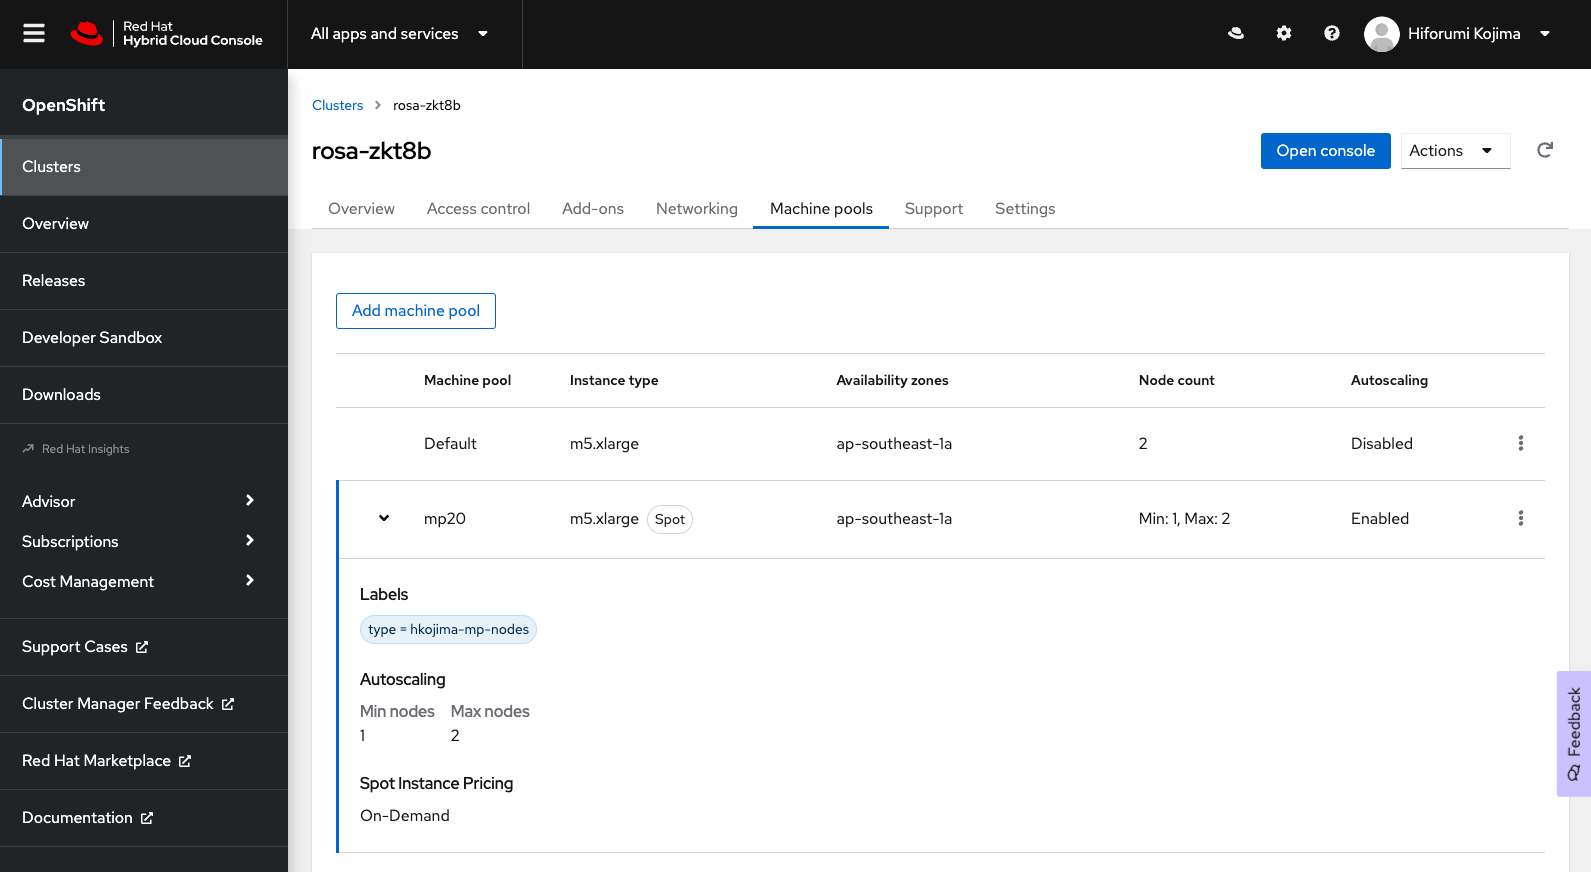 Red Hat
Hybrid Cloud Console
All apps and services
Hiforumi Kojima
OpenShift
Clusters
Overview
Releases
Developer Sandbox
Downloads
Red Hat Insights
Advisor
Subscriptions
Cost Management
Support Cases
Cluster Manager Feedback
Red Hat Marketplace
Documentation
Clusters > rosa-zkt8b
rosa-zkt8b
Open console
Actions
Overview Access control Add-ons Networking Machine pools Support Settings
Add machine pool
Machine pool Instance type Availability zones Node count Autoscaling
Default m5.xlarge ap-southeast-1a 2 Disabled
mp20 m5.xlarge Spot ap-southeast-1a Min: 1, Max: 2 Enabled
Labels
type = hkojima-mp-nodes
Autoscaling
Min nodes Max nodes
1 2
Spot Instance Pricing
On-Demand
Feedback